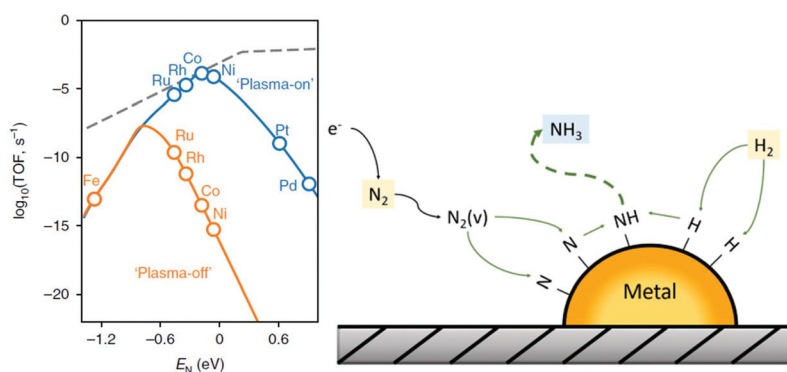 0
−5
−10
−15
−20
log₁₀(TOF, s⁻¹)
−1.2
−0.6
0
0.6
E_N (eV)
Co
Rh
Ni
Ru
'Plasma-on'
Pt
Pd
Fe
Ru
Rh
Co
Ni
'Plasma-off'
e⁻
N₂
N₂(v)
NH₃
H₂
N
N
NH
H
H
Metal